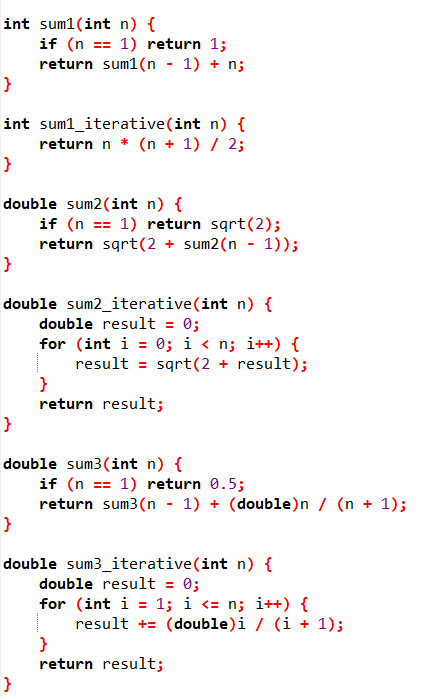 int sum1(int n) {
    if (n == 1) return 1;
    return sum1(n - 1) + n;
}

int sum1_iterative(int n) {
    return n * (n + 1) / 2;
}

double sum2(int n) {
    if (n == 1) return sqrt(2);
    return sqrt(2 + sum2(n - 1));
}

double sum2_iterative(int n) {
    double result = 0;
    for (int i = 0; i < n; i++) {
        result = sqrt(2 + result);
    }
    return result;
}

double sum3(int n) {
    if (n == 1) return 0.5;
    return sum3(n - 1) + (double)n / (n + 1);
}

double sum3_iterative(int n) {
    double result = 0;
    for (int i = 1; i <= n; i++) {
        result += (double)i / (i + 1);
    }
    return result;
}